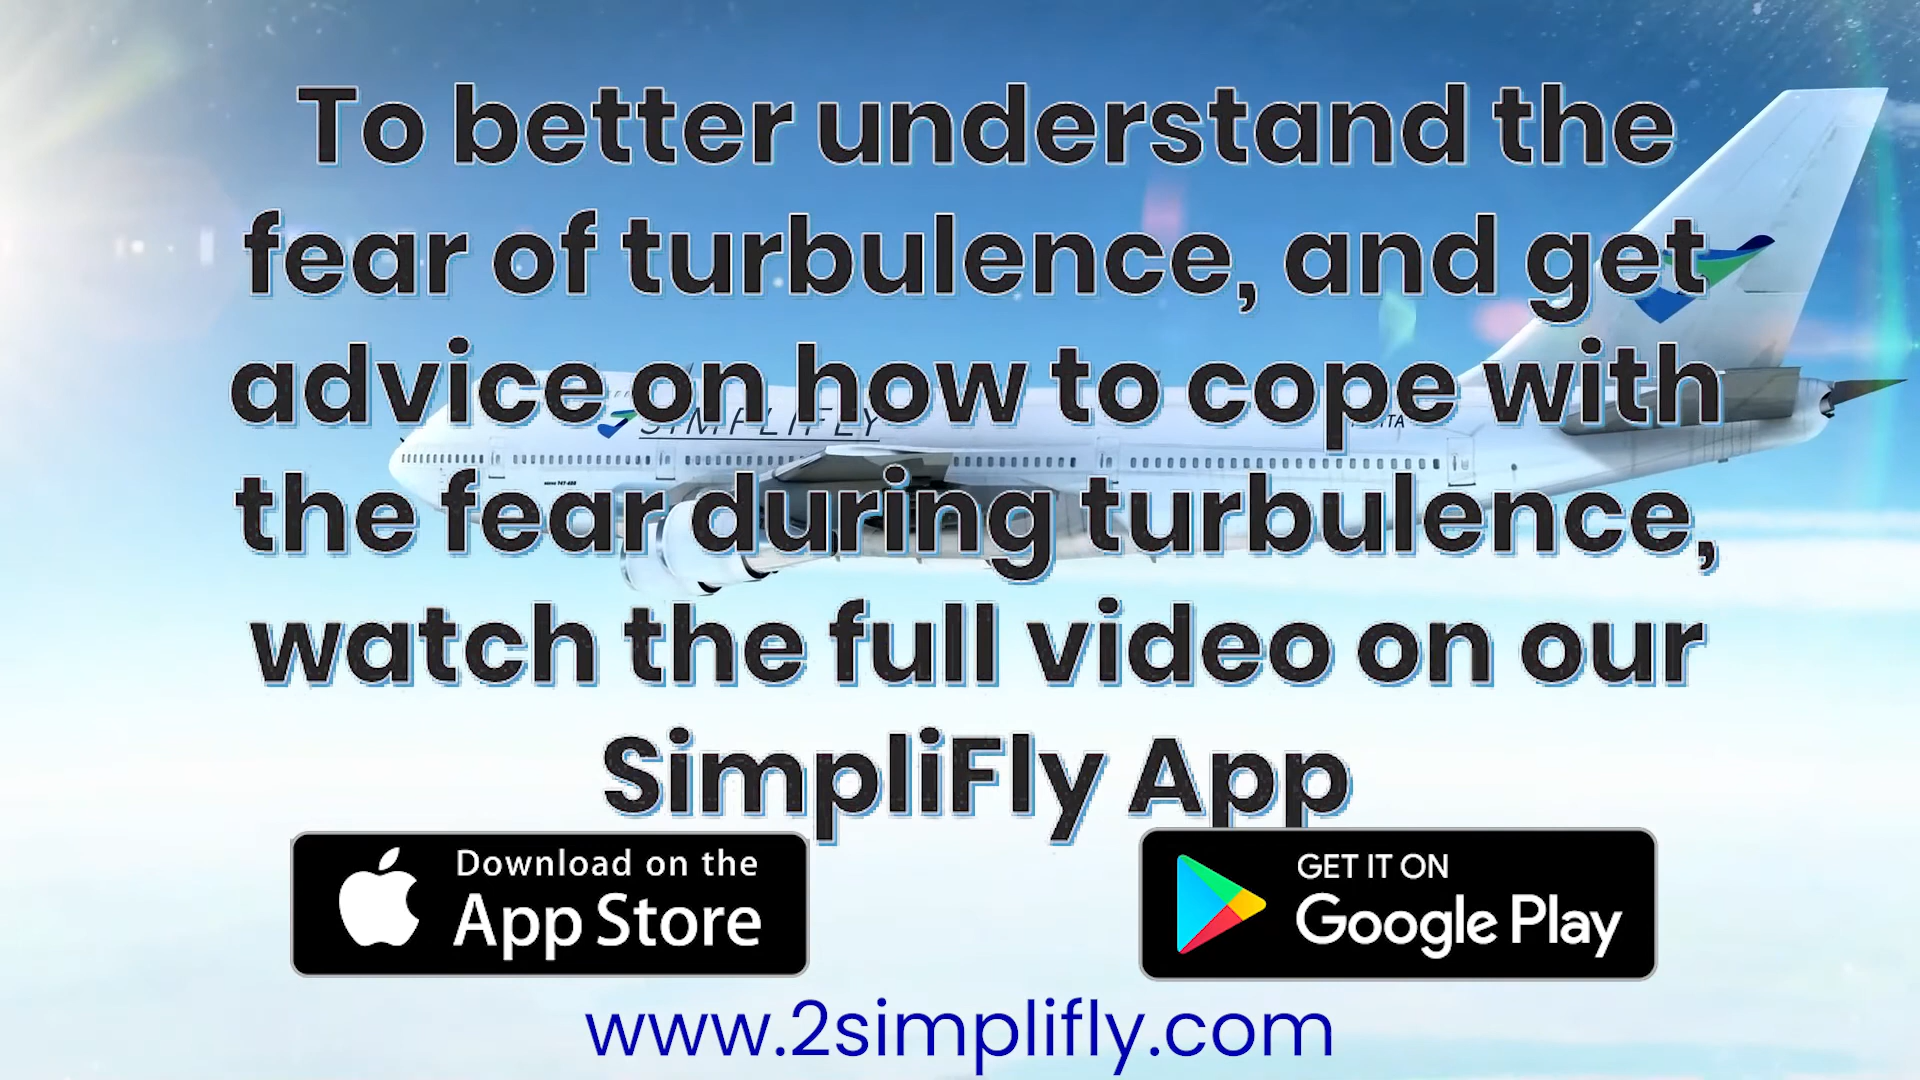 To better understand the
fear of turbulence, and get
advice on how to cope with
SIMPLIFLY
the fear during turbulence,
watch the full video on our
SimpliFly App
Download on the
App Store
GET IT ON
Google Play
www.2simplifly.com